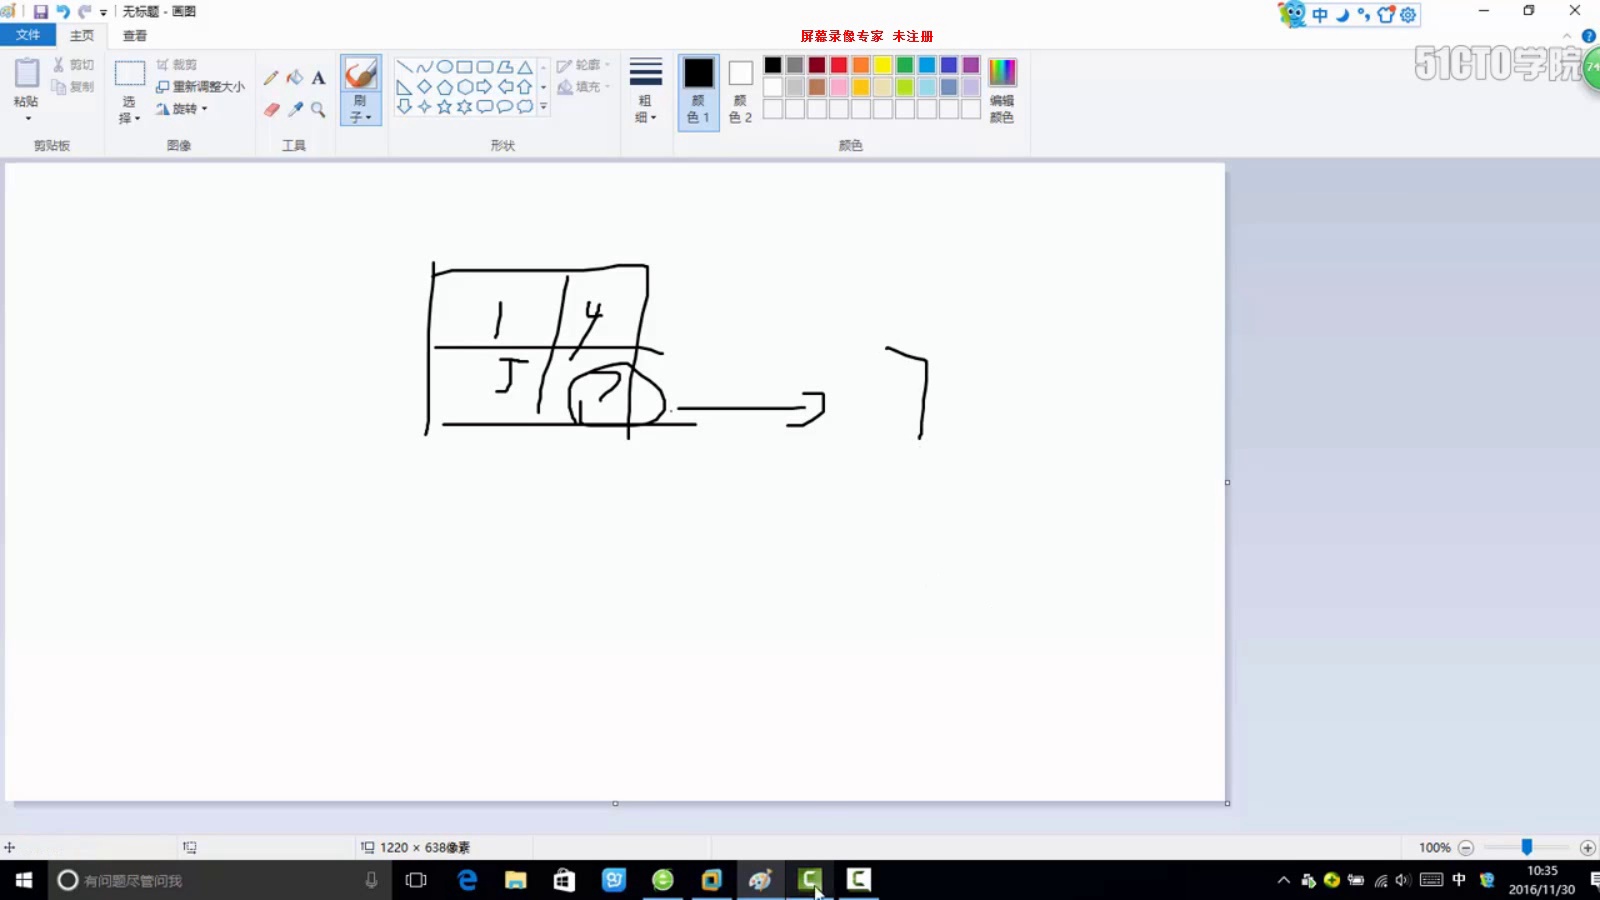 无标题 - 画图
文件 主页 查看
屏幕录像专家 未注册
中
51CTO学院
74
粘贴
剪切
复制
剪贴板
选择
裁剪
重新调整大小
旋转
图像
A
工具
刷子
轮廓
填充
形状
粗细
颜色 1
颜色 2
编辑颜色
颜色
1 4
1220 × 638像素
100%
有问题尽管问我
中
10:35
2016/11/30